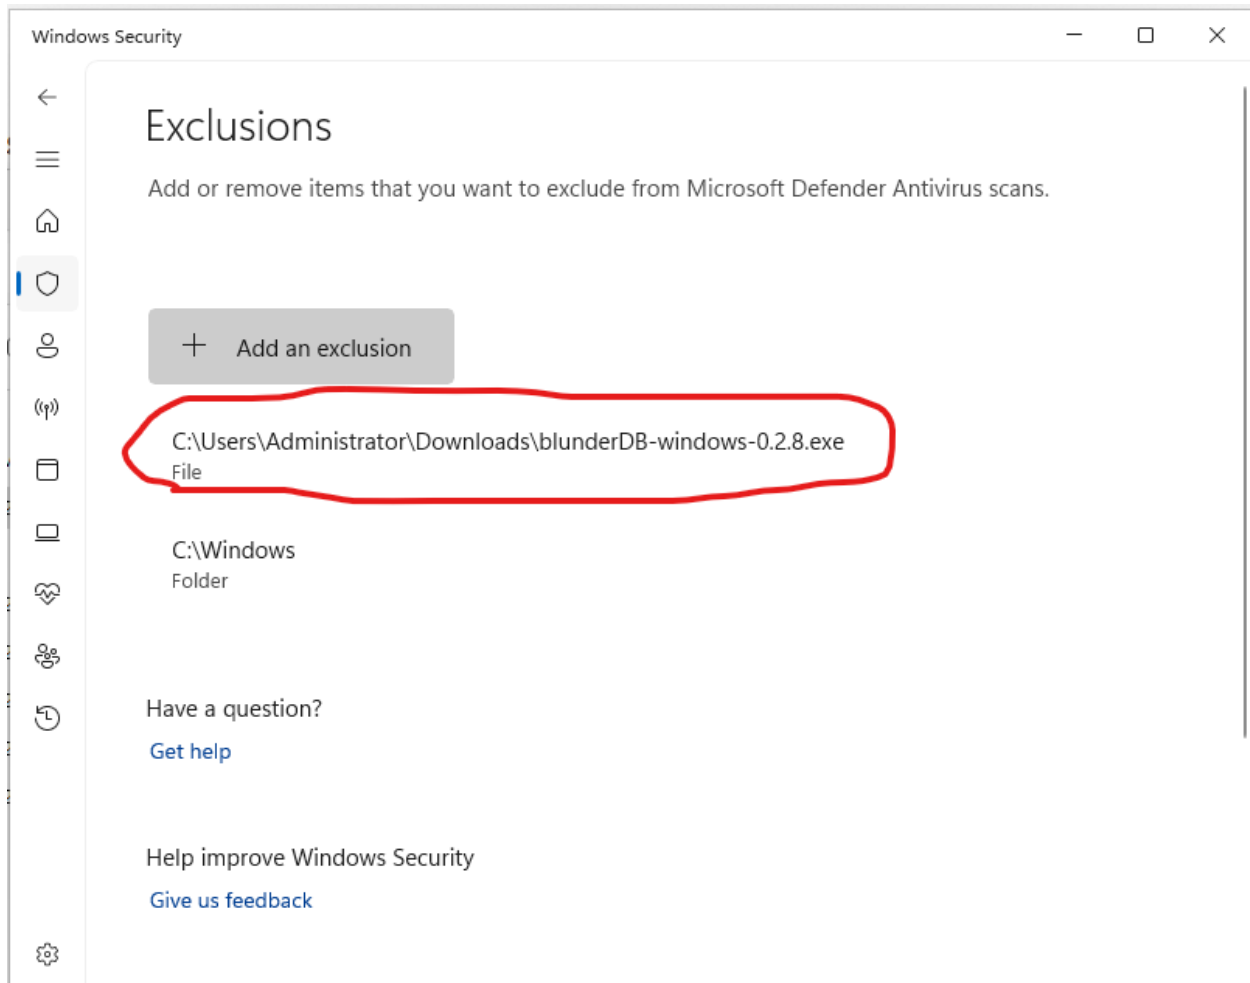 Windows Security
Exclusions
Add or remove items that you want to exclude from Microsoft Defender Antivirus scans.
Add an exclusion
C:\Users\Administrator\Downloads\blunderDB-windows-0.2.8.exe
File
C:\Windows
Folder
Have a question?
Get help
Help improve Windows Security
Give us feedback